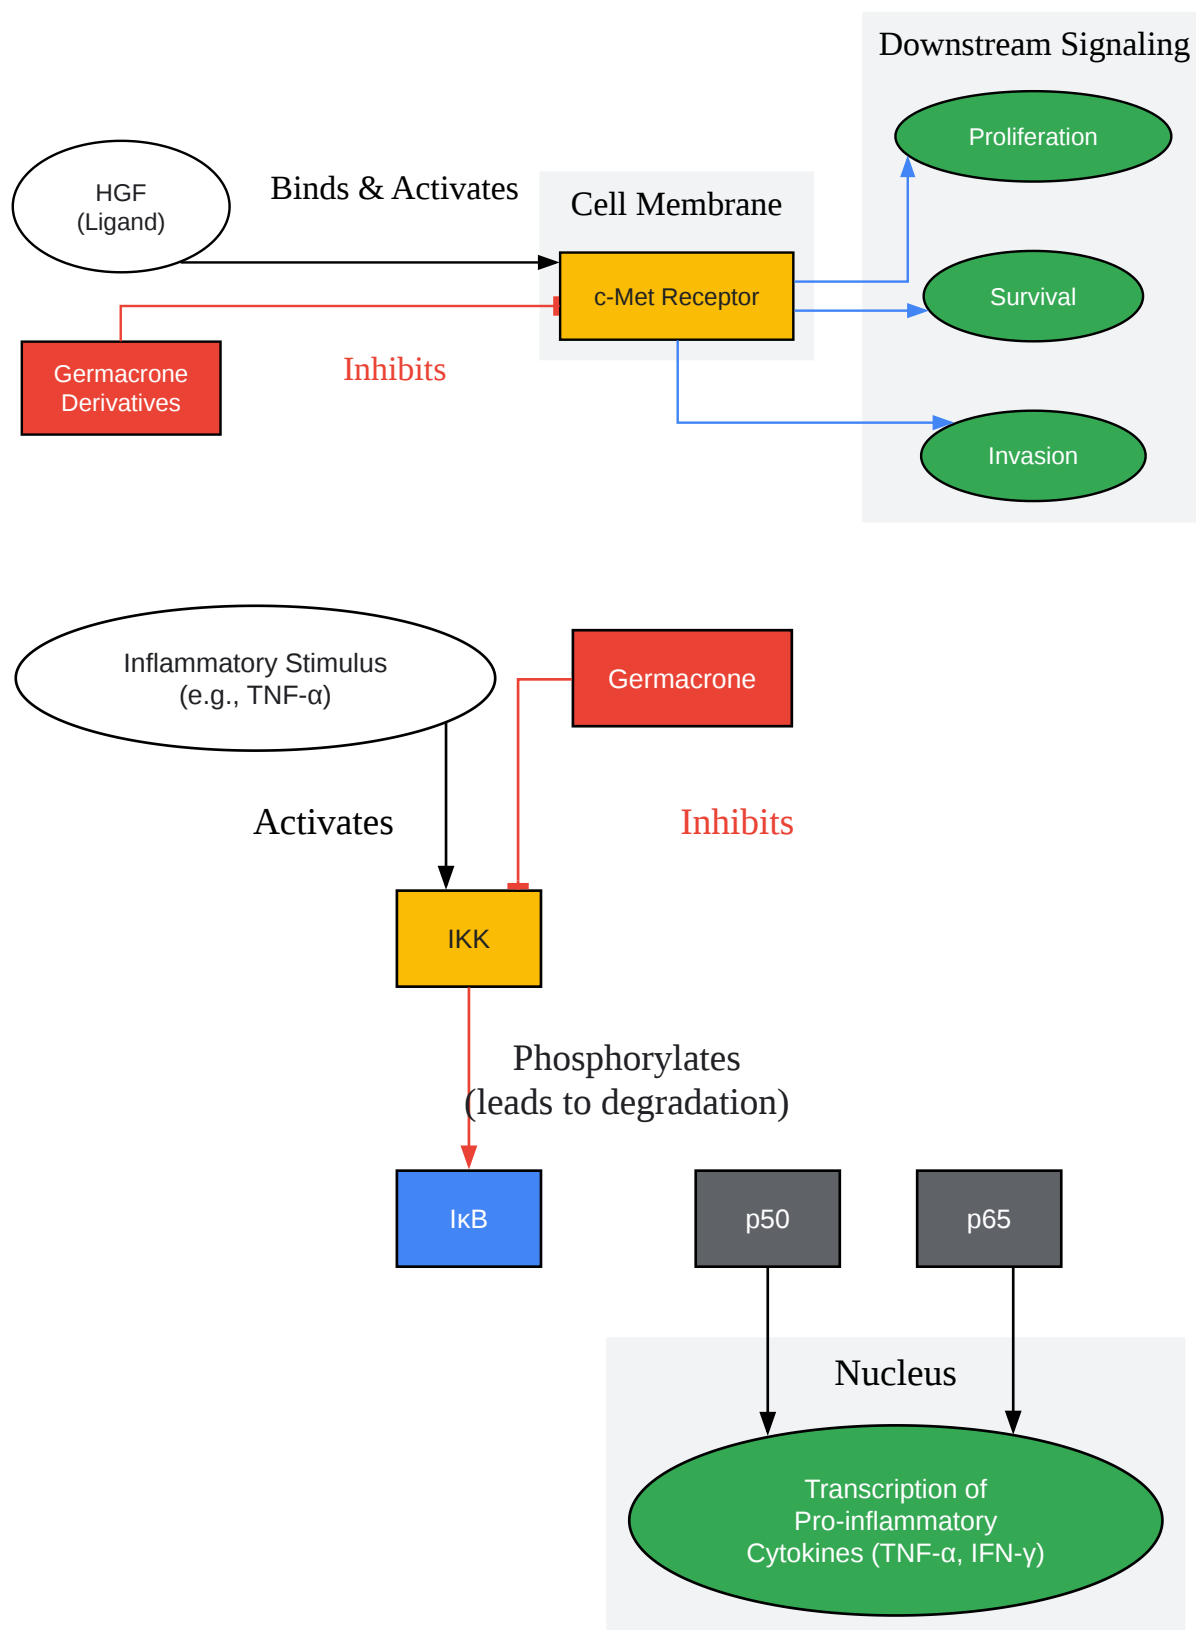 Downstream Signaling
Proliferation
HGF
(Ligand)
Binds & Activates
Cell Membrane
c-Met Receptor
Survival
Germacrone
Derivatives
Inhibits
Invasion
Inflammatory Stimulus
(e.g., TNF-α)
Germacrone
Activates
Inhibits
IKK
Phosphorylates
(leads to degradation)
IκB
p50
p65
Nucleus
Transcription of
Pro-inflammatory
Cytokines (TNF-α, IFN-γ)